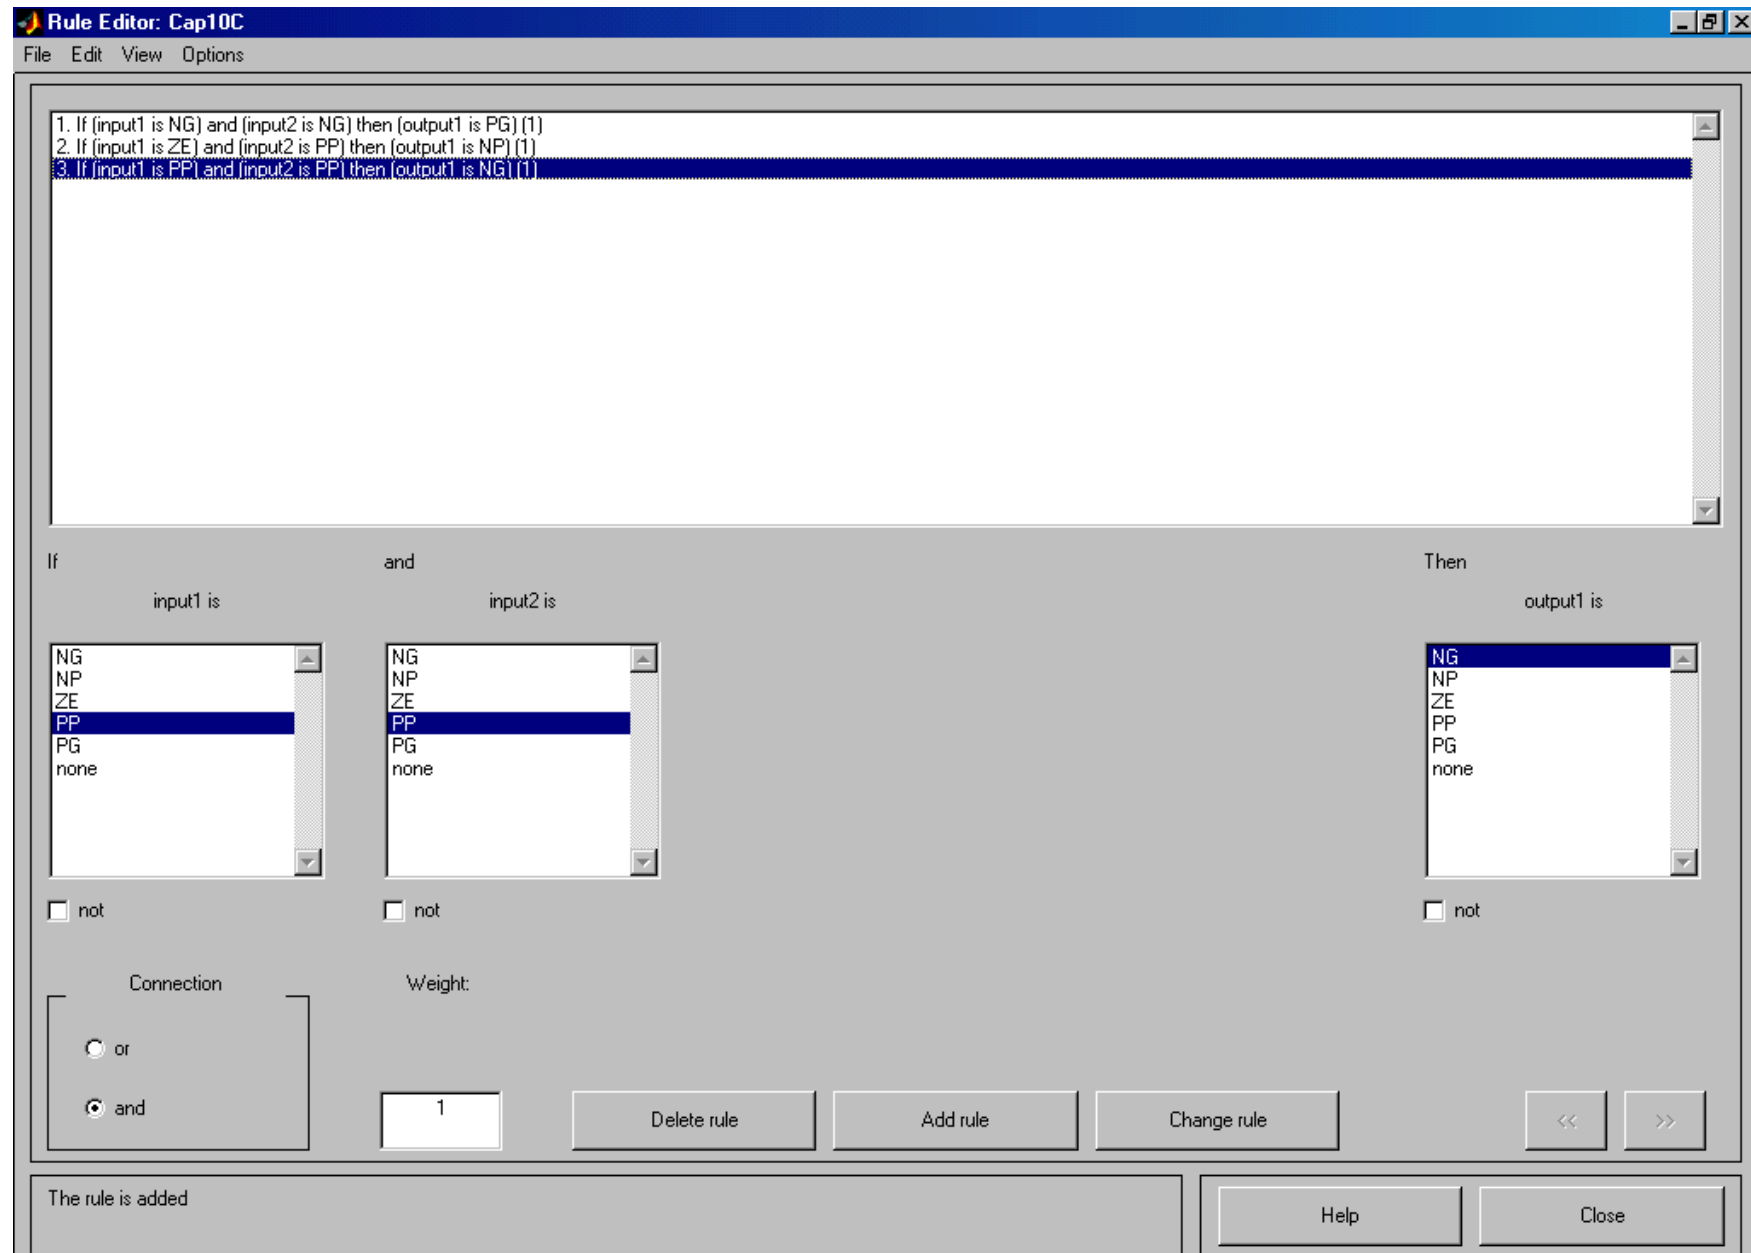 Rule Editor: Cap10C
File Edit View Options
1. If (input1 is NG) and (input2 is NG) then (output1 is PG) (1)
2. If (input1 is ZE) and (input2 is PP) then (output1 is NP) (1)
3. If (input1 is PP) and (input2 is PP) then (output1 is NG) (1)
If and Then
input1 is input2 is output1 is
NG NG NG
NP NP NP
ZE ZE ZE
PP PP PP
PG PG PG
none none none
not not not
Connection Weight:
or
and 1 Delete rule Add rule Change rule << >>
The rule is added Help Close